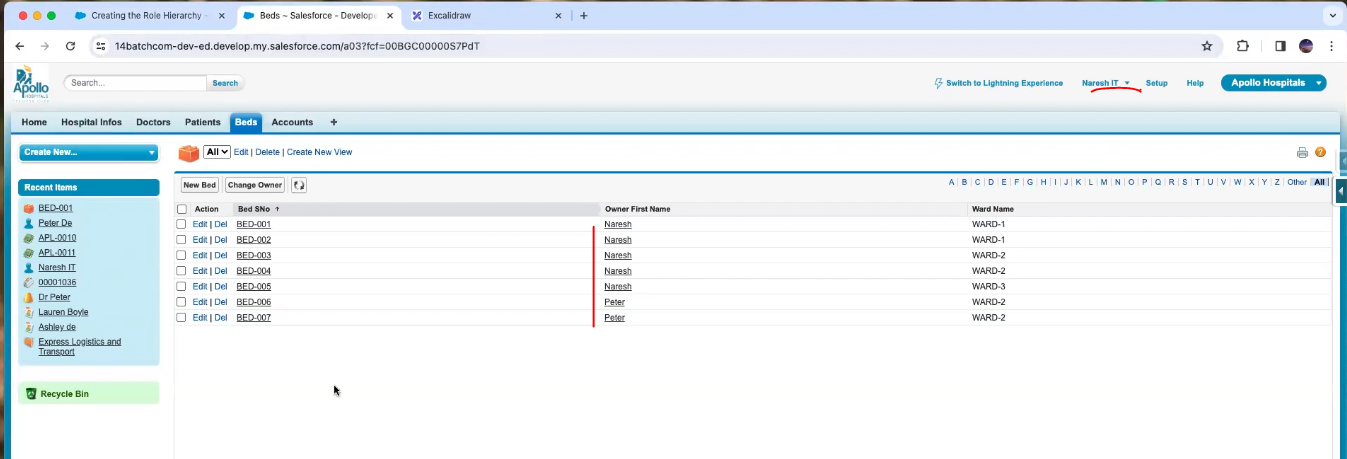 Creating the Role Hierarchy ~
Beds ~ Salesforce - Develope
Excalidraw
14batchcom-dev-ed.develop.my.salesforce.com/a03?fcf=00BGC00000S7PdT
Apollo
HOSPITALS
Search...
Search
Switch to Lightning Experience
Naresh IT
Setup
Help
Apollo Hospitals
Home Hospital Infos Doctors Patients Beds Accounts +
Create New...
All Edit | Delete | Create New View
Recent Items
BED-001
Peter De
APL-0010
APL-0011
Naresh IT
00001036
Dr Peter
Lauren Boyle
Ashley de
Express Logistics and
Transport
Recycle Bin
New Bed Change Owner
A | B | C | D | E | F | G | H | I | J | K | L | M | N | O | P | Q | R | S | T | U | V | W | X | Y | Z | Other | All
Action Bed SNo ↑ Owner First Name Ward Name
Edit | Del BED-001 Naresh WARD-1
Edit | Del BED-002 Naresh WARD-1
Edit | Del BED-003 Naresh WARD-2
Edit | Del BED-004 Naresh WARD-2
Edit | Del BED-005 Naresh WARD-3
Edit | Del BED-006 Peter WARD-2
Edit | Del BED-007 Peter WARD-2